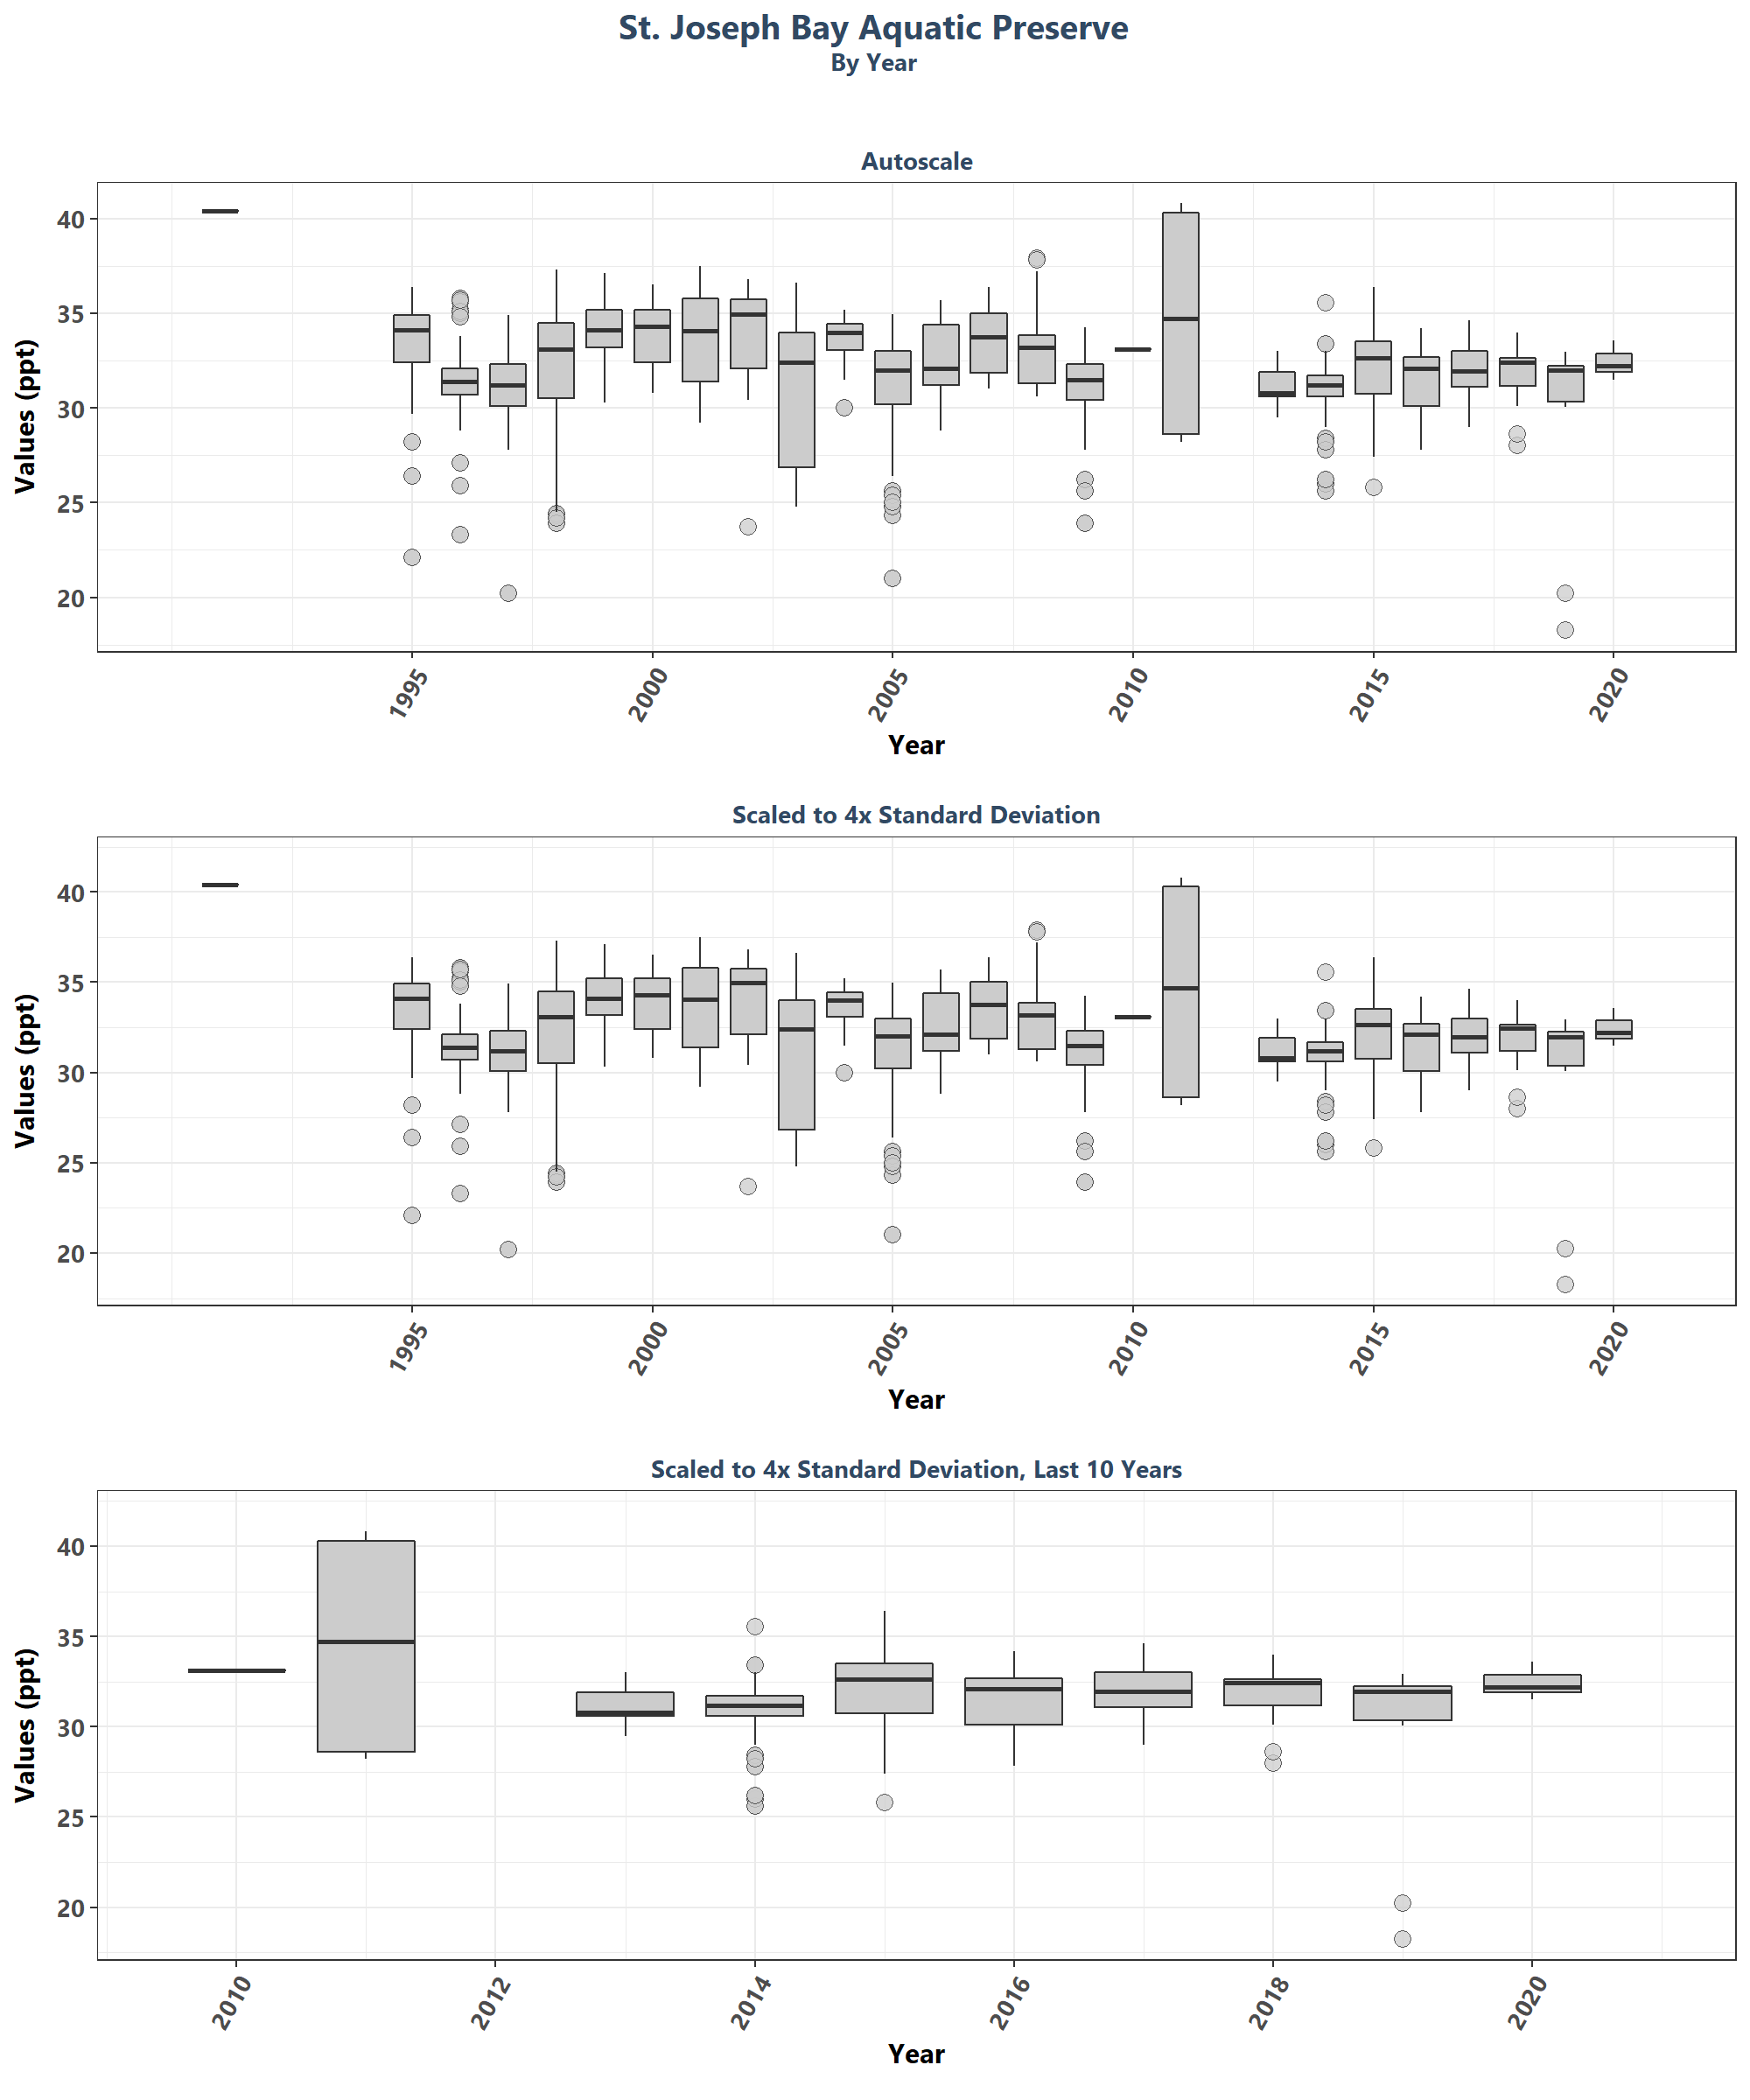 St. Joseph Bay Aquatic Preserve
By Year
Autoscale
Values (ppt)
40
35
30
25
20
1995 2000 2005 2010 2015 2020
Year
Scaled to 4x Standard Deviation
Values (ppt)
40
35
30
25
20
1995 2000 2005 2010 2015 2020
Year
Scaled to 4x Standard Deviation, Last 10 Years
Values (ppt)
40
35
30
25
20
2010 2012 2014 2016 2018 2020
Year